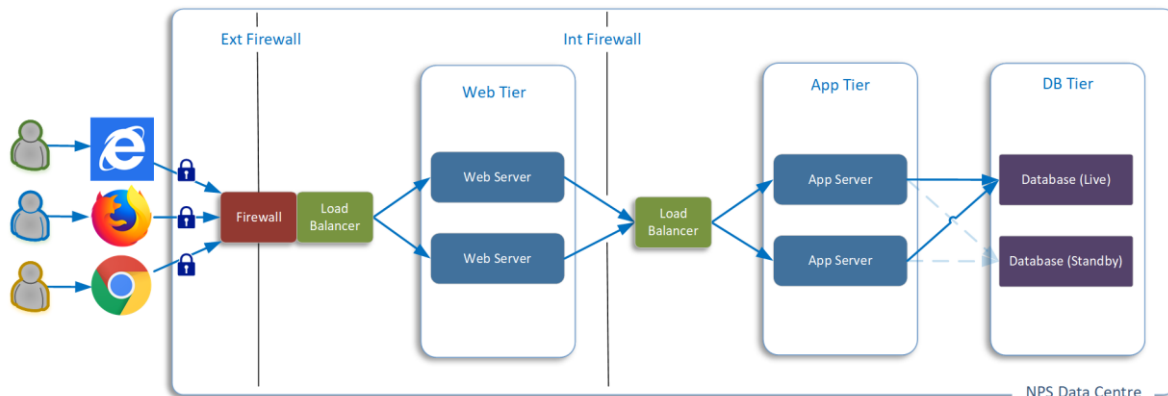 Ext Firewall
Int Firewall
Web Tier
App Tier
DB Tier
Web Server
App Server
Database (Live)
Firewall
Load
Balancer
Load
Balancer
Web Server
App Server
Database (Standby)
NPS Data Centre